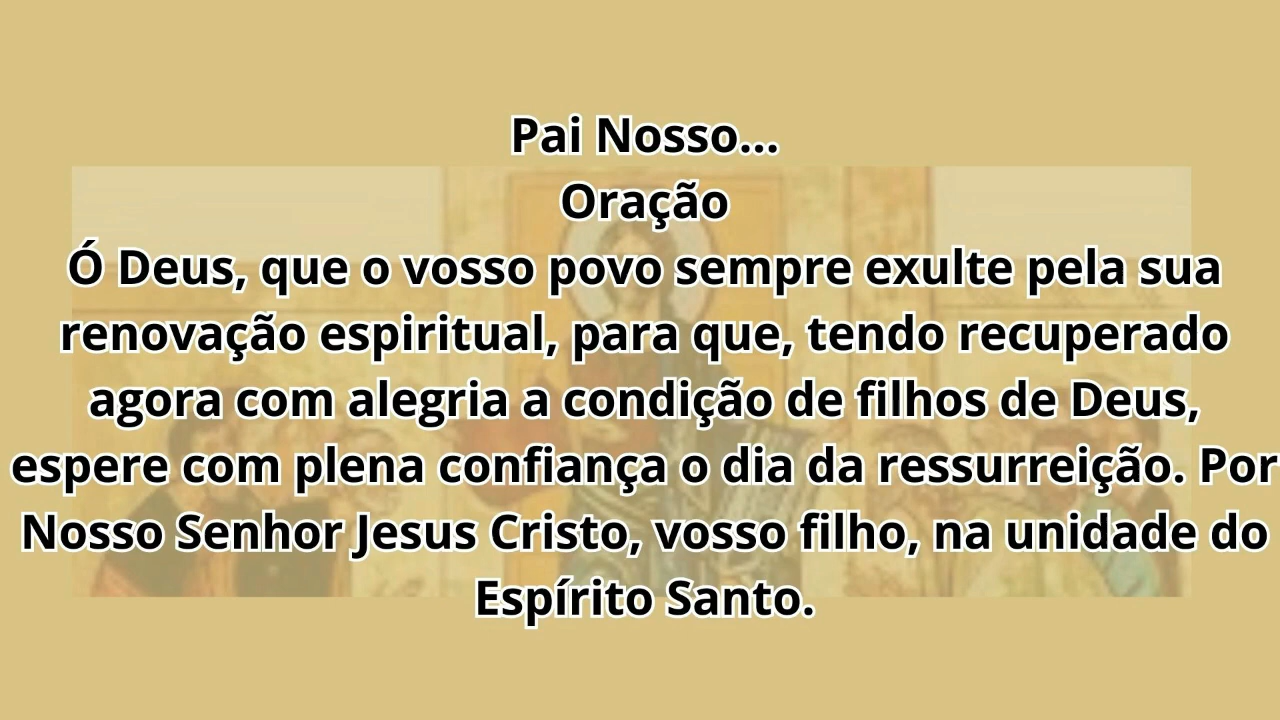 Pai Nosso...
Oração
Ó Deus, que o vosso povo sempre exulte pela sua
renovação espiritual, para que, tendo recuperado
agora com alegria a condição de filhos de Deus,
espere com plena confiança o dia da ressurreição. Por
Nosso Senhor Jesus Cristo, vosso filho, na unidade do
Espírito Santo.